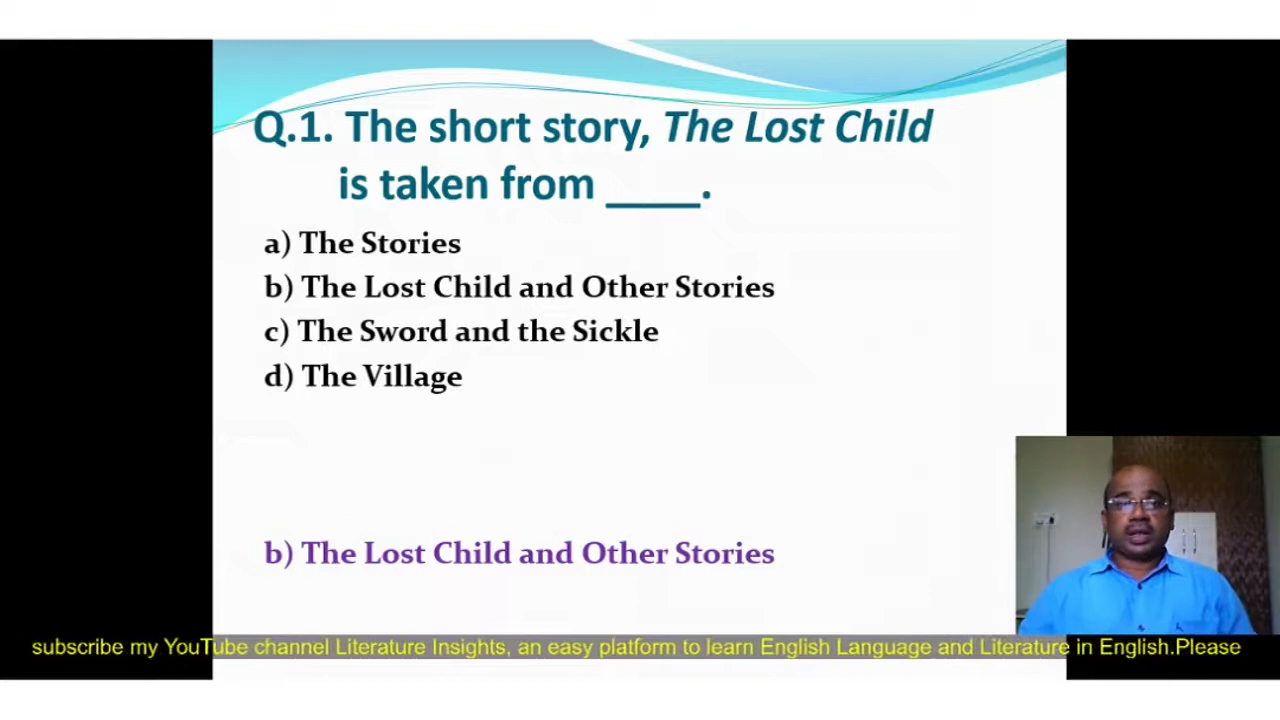 Q.1. The short story, The Lost Child
is taken from ____.
a) The Stories
b) The Lost Child and Other Stories
c) The Sword and the Sickle
d) The Village
b) The Lost Child and Other Stories
subscribe my YouTube channel Literature Insights, an easy platform to learn English Language and Literature in English.Please